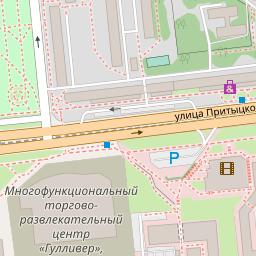 улица Притыцко
P
Многофункциональный
торгово-
развлекательный
центр
«Гулливер»,